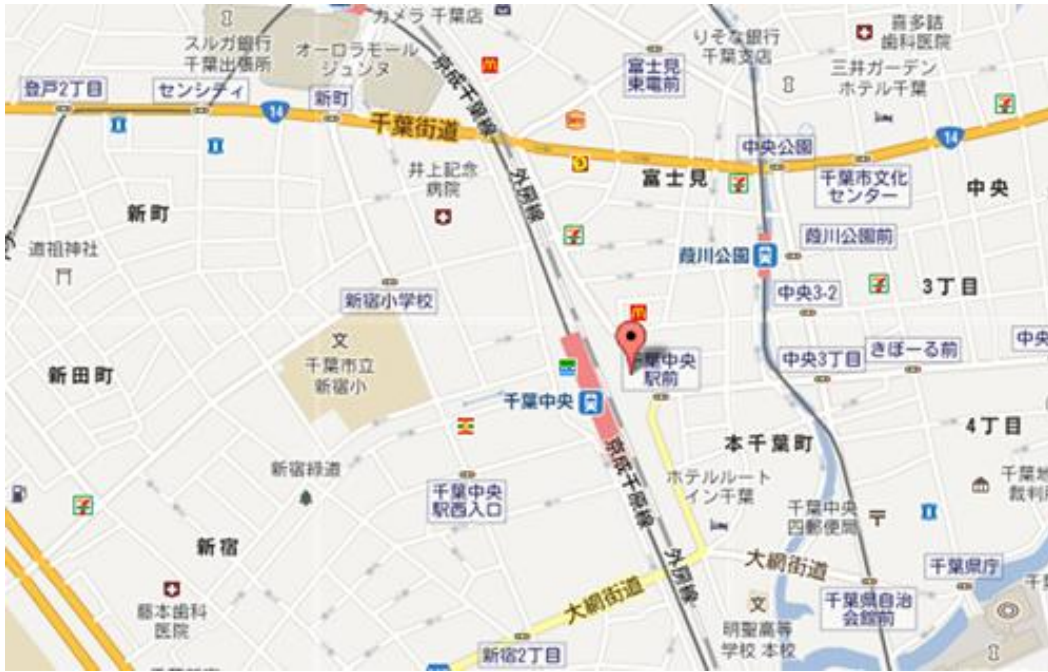 カメラ 千葉店
スルガ銀行
千葉出張所
オーロラモール
ジュンヌ
りそな銀行
千葉支店
喜多詰
歯科医院
登戸2丁目
センシティ
新町
14
千葉街道
京成千葉線
富士見
東電前
三井ガーデン
ホテル千葉
中央公園
14
井上記念
病院
外房線
富士見
千葉市文化
センター
中央
新町
道祖神社
葭川公園
葭川公園前
新宿小学校
中央3-2
3丁目
千葉市立
新宿小
千葉中央
駅前
中央3丁目
きぼーる前
中央
新田町
千葉中央
本千葉町
4丁目
新宿緑道
京成千原線
ホテルルート
イン千葉
千葉中央
駅西入口
千葉中央
四郵便局
千葉地
裁判所
新宿
外房線
大網街道
大網街道
千葉県庁
藤本歯科
医院
千葉県自治
会館前
明聖高等
学校 本校
新宿2丁目